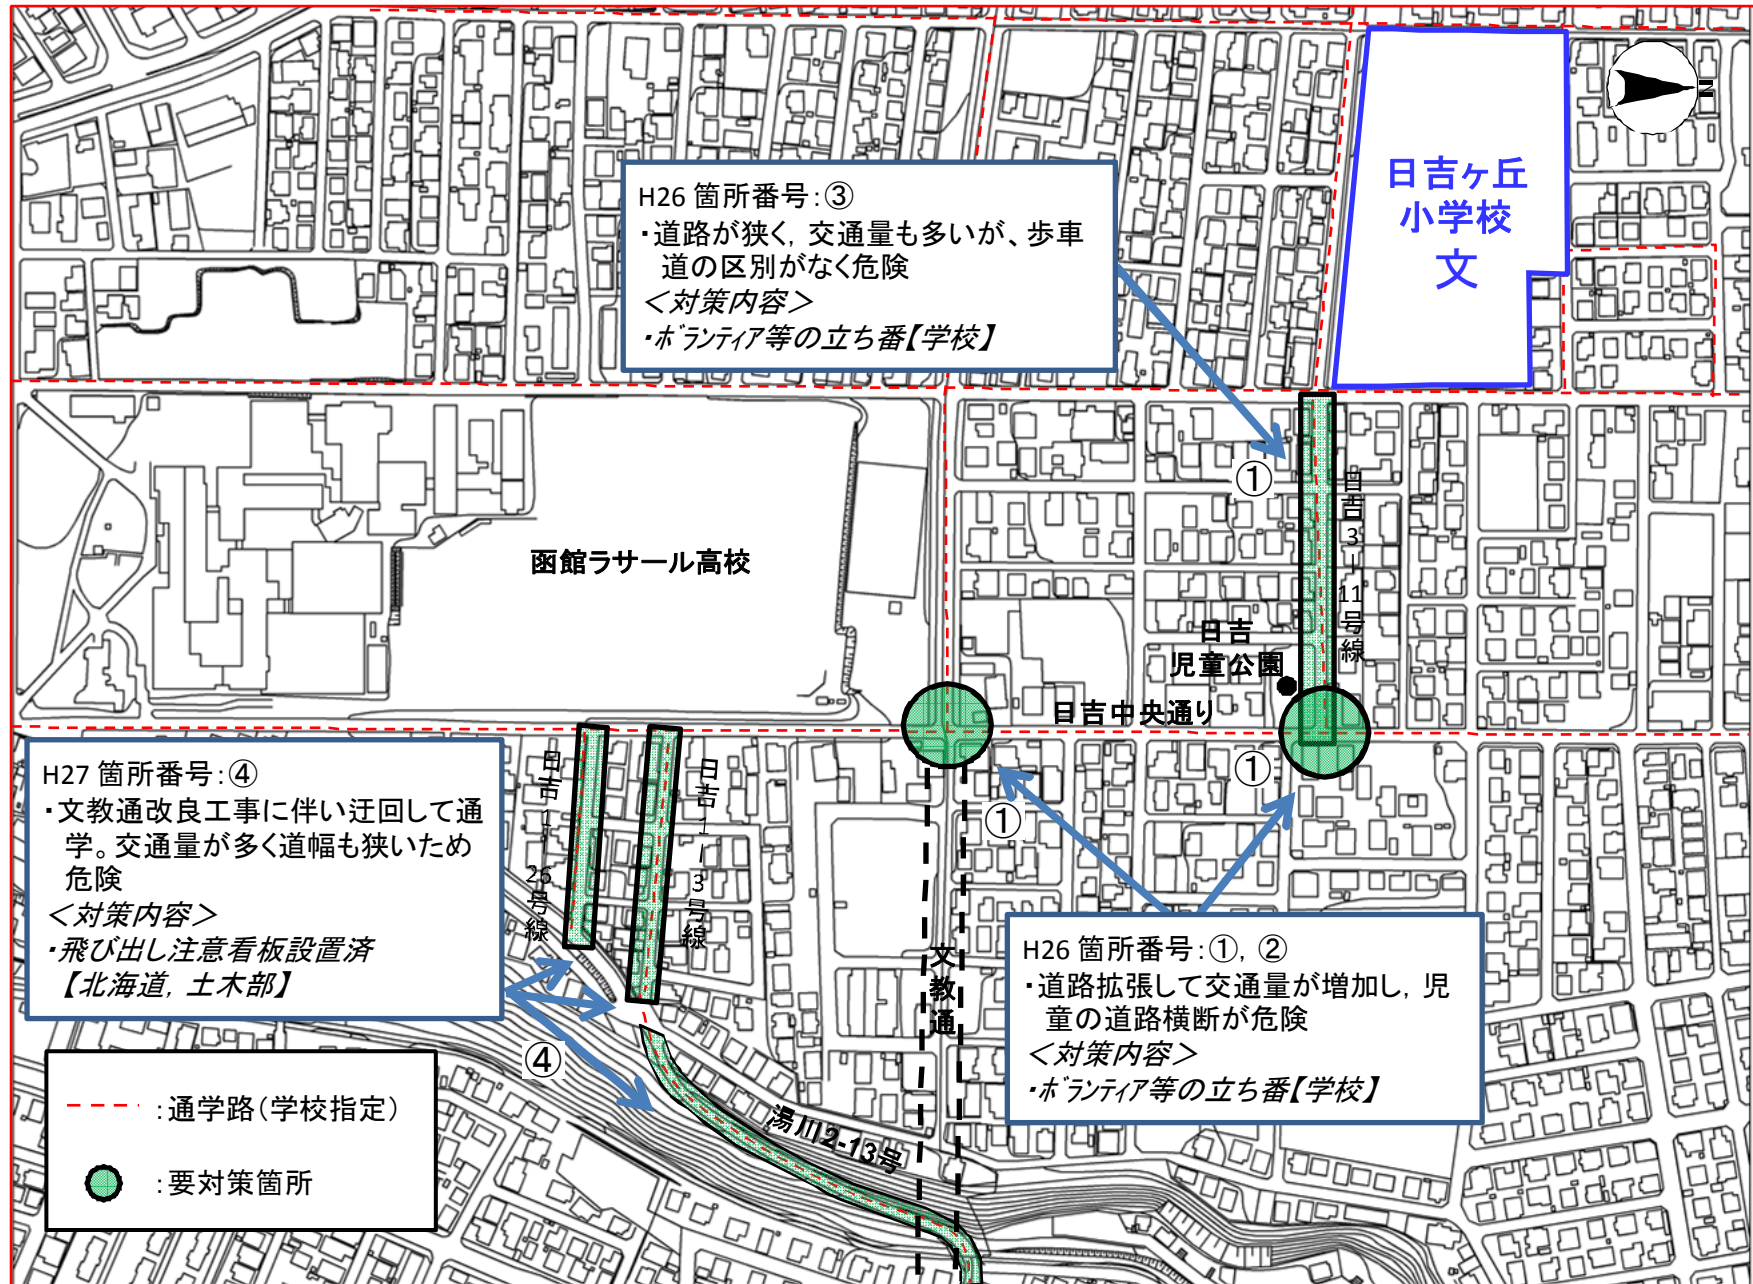 N
日吉ヶ丘
小学校
文
H26 箇所番号：③
・道路が狭く，交通量も多いが、歩車
道の区別がなく危険
＜対策内容＞
・ﾎﾞﾗﾝﾃｨｱ等の立ち番【学校】
①
日吉3－11号線
函館ラサール高校
日吉
児童公園
日吉中央通り
①
①
H27 箇所番号：④
・文教通改良工事に伴い迂回して通
学。交通量が多く道幅も狭いため
危険
＜対策内容＞
・飛び出し注意看板設置済
【北海道，土木部】
日吉1－26号線
日吉1－3号線
文教通
H26 箇所番号：①，②
・道路拡張して交通量が増加し，児
童の道路横断が危険
＜対策内容＞
・ﾎﾞﾗﾝﾃｨｱ等の立ち番【学校】
④
湯川2-13号
：通学路（学校指定）
：要対策箇所